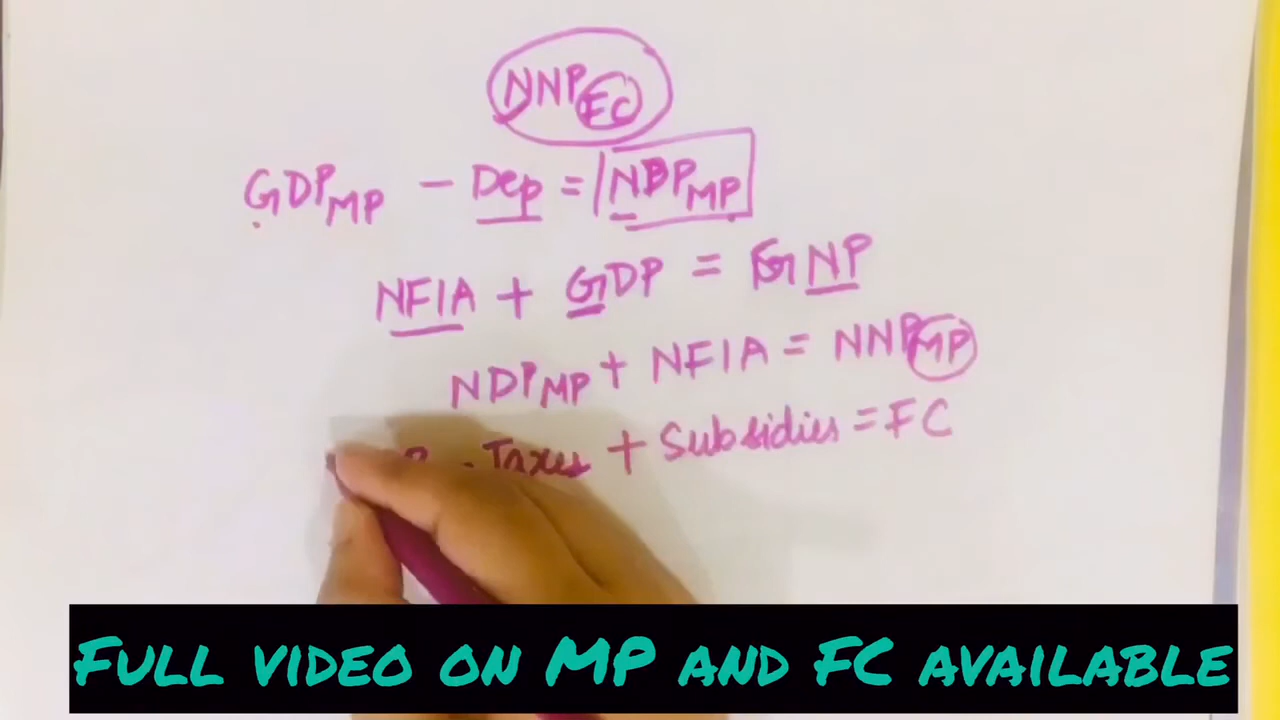 NNP FC
GDP MP - Dep = NDP MP
NFIA + GDP = GNP
NDP MP + NFIA = NNP MP
- Taxes + Subsidies = FC
FULL VIDEO ON MP AND FC AVAILABLE